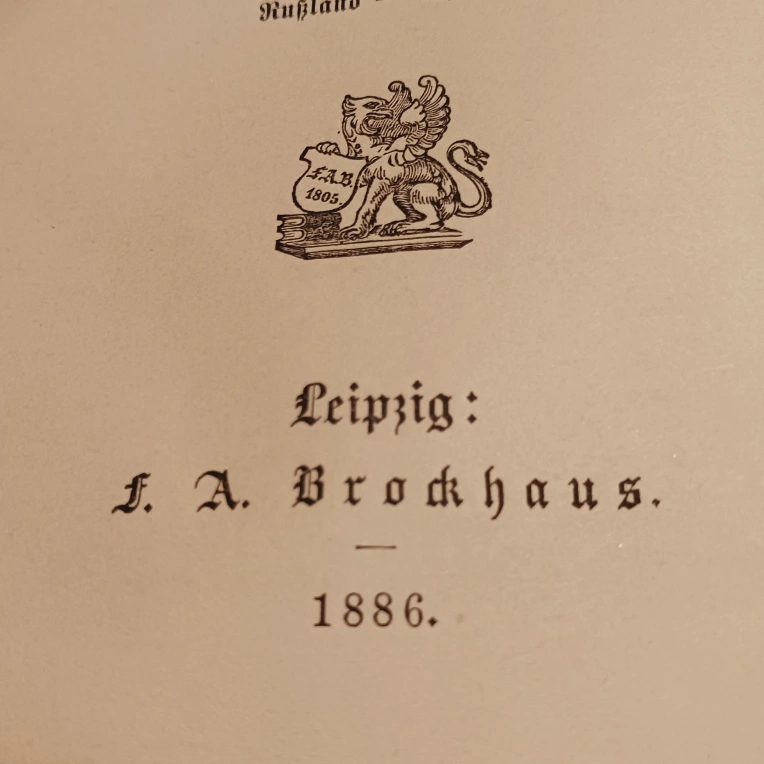 Rußland
F.A.B.
1805.
Leipzig:
F. A. Brockhaus.
1886.